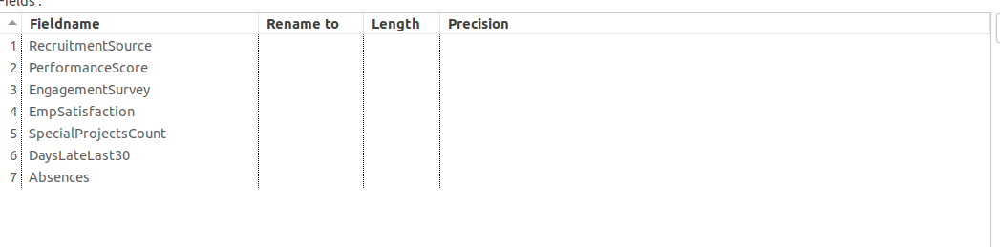 Fields :
Fieldname Rename to Length Precision
1 RecruitmentSource
2 PerformanceScore
3 EngagementSurvey
4 EmpSatisfaction
5 SpecialProjectsCount
6 DaysLateLast30
7 Absences